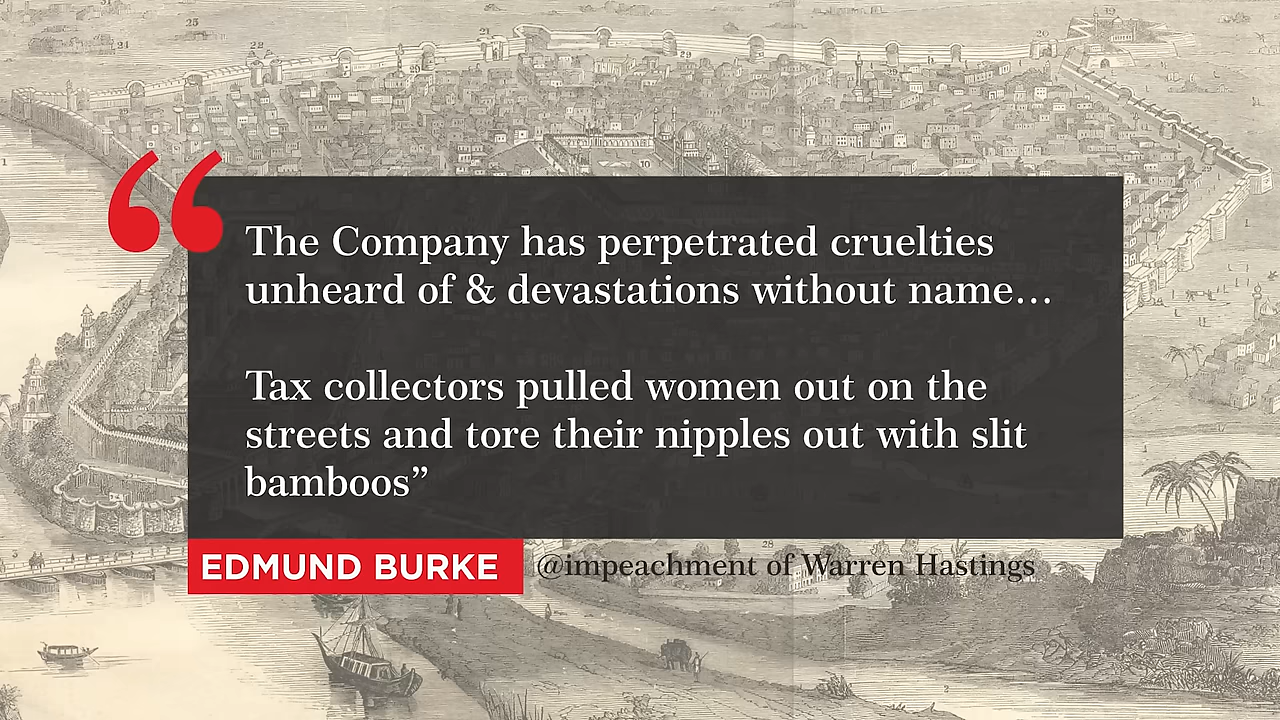 “
The Company has perpetrated cruelties
unheard of & devastations without name...
Tax collectors pulled women out on the
streets and tore their nipples out with slit
bamboos”
EDMUND BURKE
@impeachment of Warren Hastings